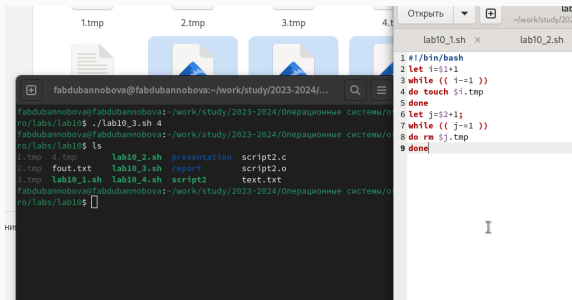 1.tmp 2.tmp 3.tmp 4.t
Открыть
~/work/study/202
lab10_1.sh × lab10_2.sh
fabdubannobova@fabdubannobova:~/work/study/2023-2024/...
fabdubannobova@fabdubannobova:~/work/study/2023-2024/Операционные системы/os
ro/labs/lab10$ ./lab10_3.sh 4
fabdubannobova@fabdubannobova:~/work/study/2023-2024/Операционные системы/os
ro/labs/lab10$ ls
1.tmp 4.tmp lab10_2.sh presentation script2.c
2.tmp fout.txt lab10_3.sh report script2.o
3.tmp lab10_1.sh lab10_4.sh script2 text.txt
fabdubannobova@fabdubannobova:~/work/study/2023-2024/Операционные системы/os
ro/labs/lab10$
1 #!/bin/bash
2 let i=$1+1
3 while (( i-=1 ))
4 do touch $i.tmp
5 done
6 let j=$2+1;
7 while (( j-=1 ))
8 do rm $j.tmp
9 done